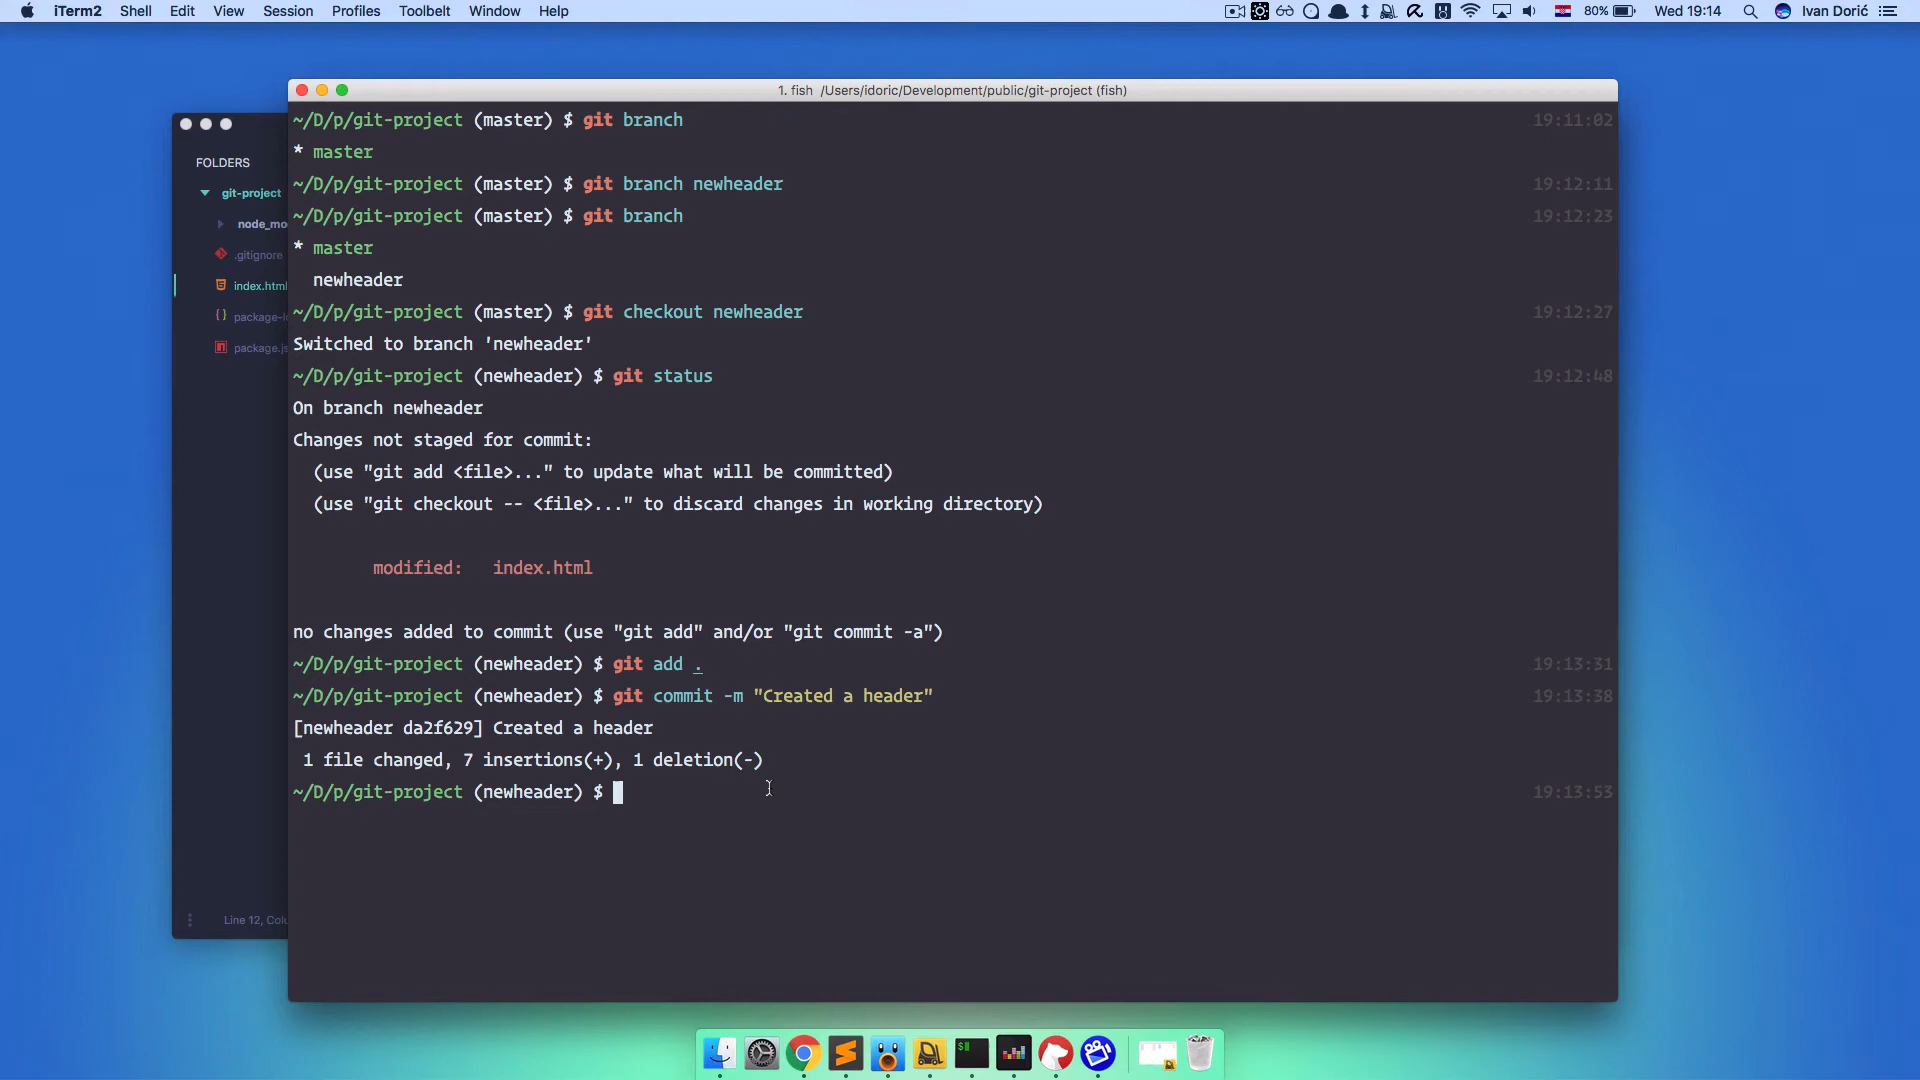 iTerm2 Shell Edit View Session Profiles Toolbelt Window Help 80% Wed 19:14 Ivan Dorić
1. fish /Users/idoric/Development/public/git-project (fish)
FOLDERS
git-project
node_mo
.gitignore
index.html
package-l
package.js
Line 12, Colu
~/D/p/git-project (master) $ git branch 19:11:02
* master
~/D/p/git-project (master) $ git branch newheader 19:12:11
~/D/p/git-project (master) $ git branch 19:12:23
* master
newheader
~/D/p/git-project (master) $ git checkout newheader 19:12:27
Switched to branch 'newheader'
~/D/p/git-project (newheader) $ git status 19:12:48
On branch newheader
Changes not staged for commit:
(use "git add <file>..." to update what will be committed)
(use "git checkout -- <file>..." to discard changes in working directory)
modified: index.html
no changes added to commit (use "git add" and/or "git commit -a")
~/D/p/git-project (newheader) $ git add . 19:13:31
~/D/p/git-project (newheader) $ git commit -m "Created a header" 19:13:38
[newheader da2f629] Created a header
1 file changed, 7 insertions(+), 1 deletion(-)
~/D/p/git-project (newheader) $ 19:13:53